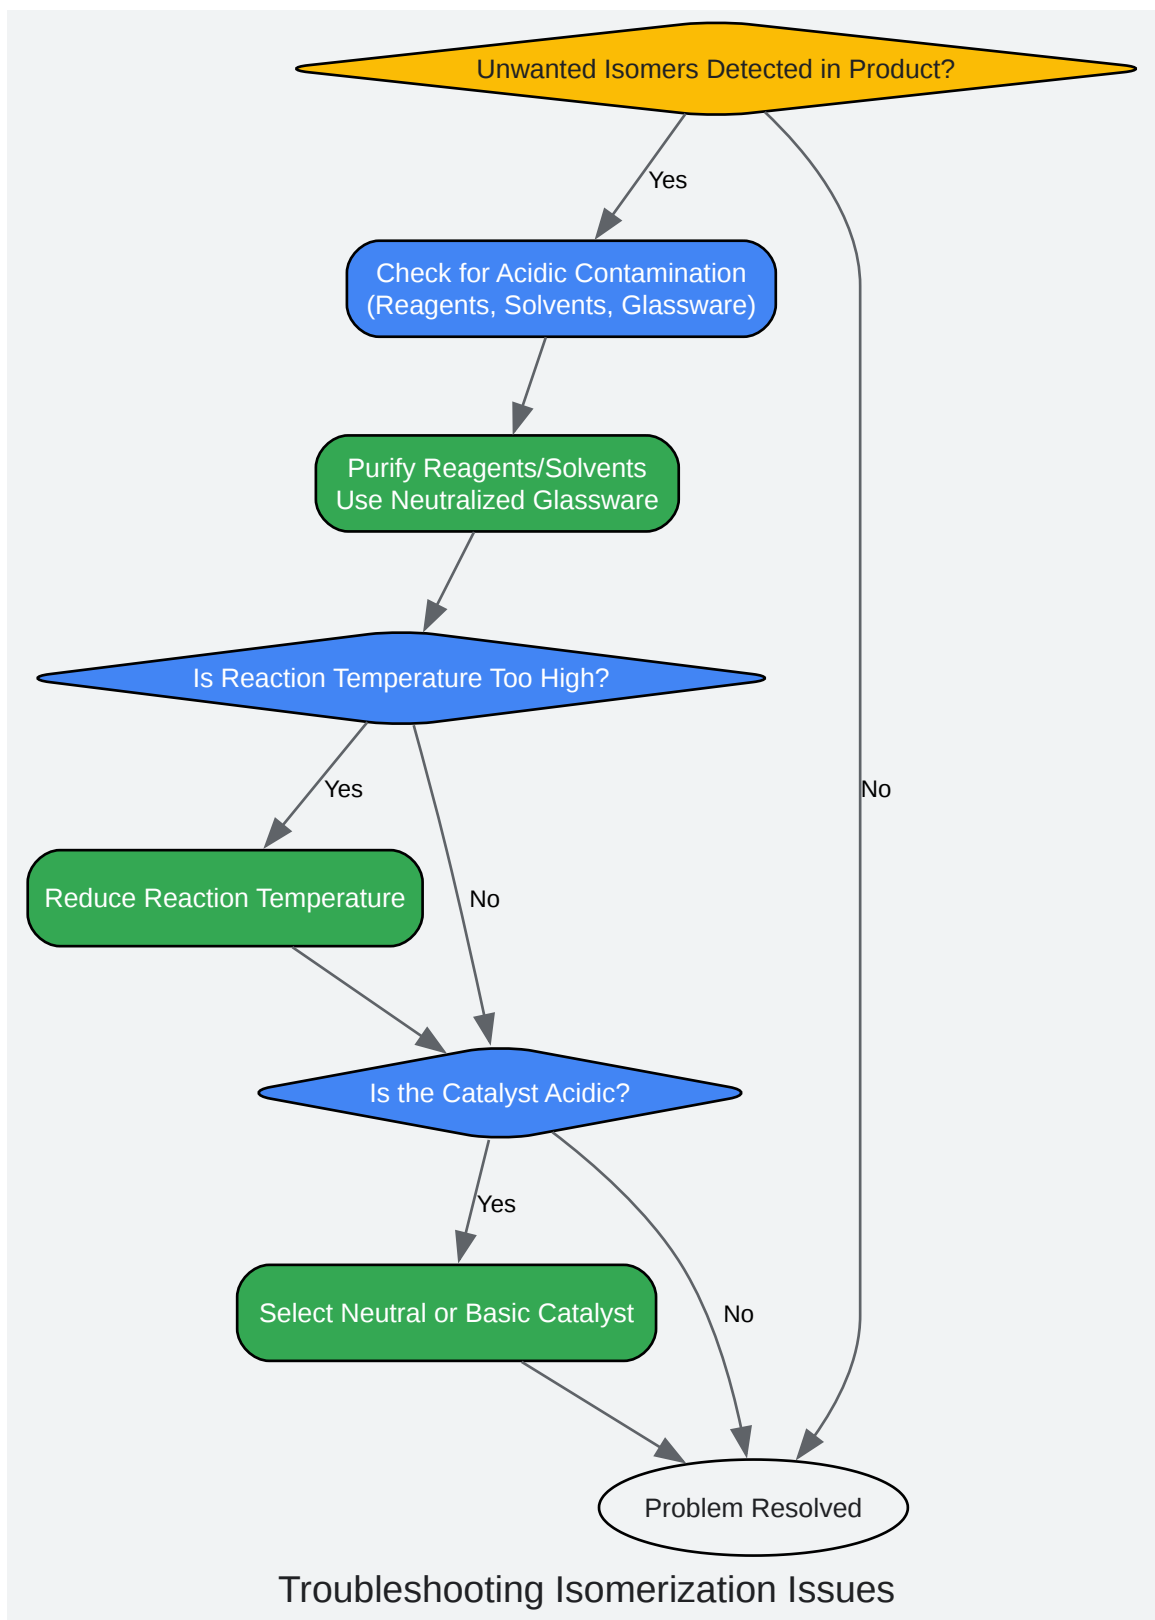 Unwanted Isomers Detected in Product?
Yes
Check for Acidic Contamination
(Reagents, Solvents, Glassware)
Purify Reagents/Solvents
Use Neutralized Glassware
Is Reaction Temperature Too High?
Yes
No
Reduce Reaction Temperature
No
Is the Catalyst Acidic?
Yes
Select Neutral or Basic Catalyst
No
Problem Resolved
Troubleshooting Isomerization Issues